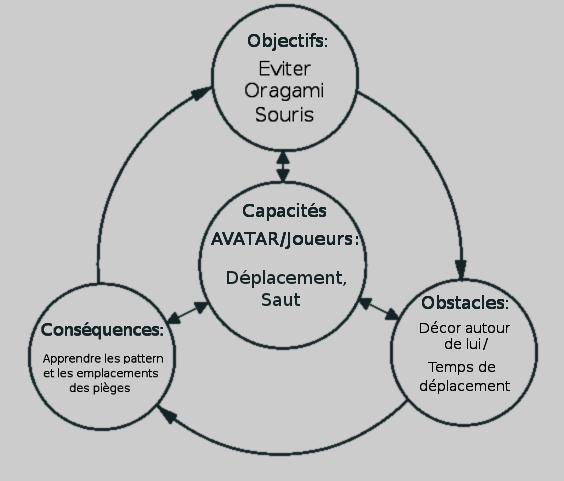 Objectifs:
Eviter
Oragami
Souris
Capacités
AVATAR/Joueurs:
Déplacement,
Saut
Obstacles:
Décor autour
de lui/
Temps de
déplacement
Conséquences:
Apprendre les pattern
et les emplacements
des pièges